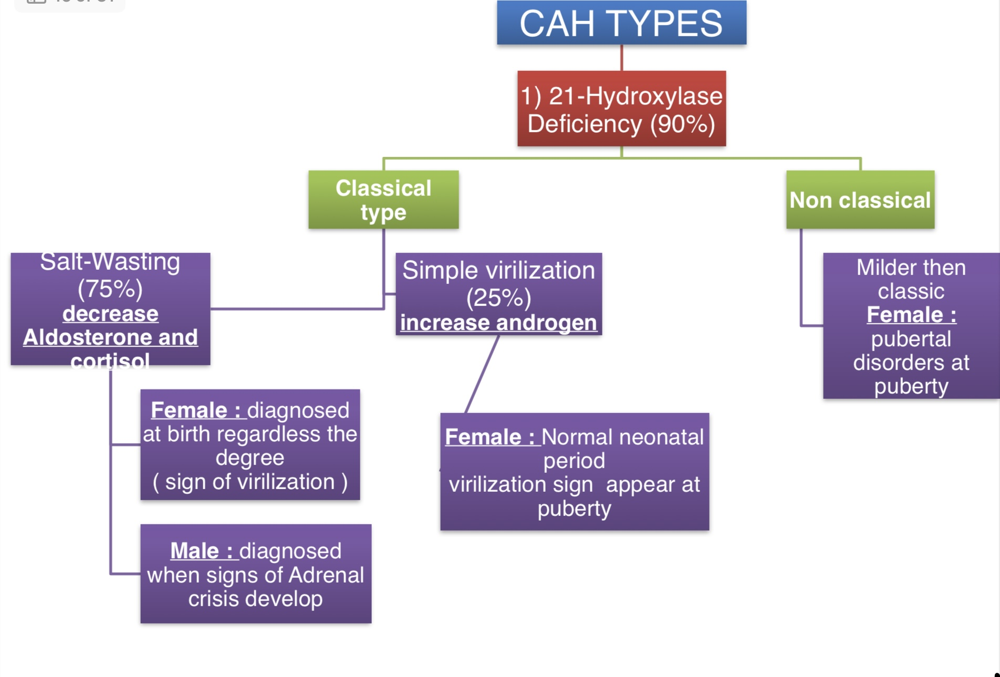 CAH TYPES
1) 21-Hydroxylase
Deficiency (90%)
Classical
type
Non classical
Salt-Wasting
(75%)
decrease
Aldosterone and
cortisol
Simple virilization
(25%)
increase androgen
Milder then
classic
Female :
pubertal
disorders at
puberty
Female : diagnosed
at birth regardless the
degree
( sign of virilization )
Female : Normal neonatal
period
virilization sign  appear at
puberty
Male : diagnosed
when signs of Adrenal
crisis develop